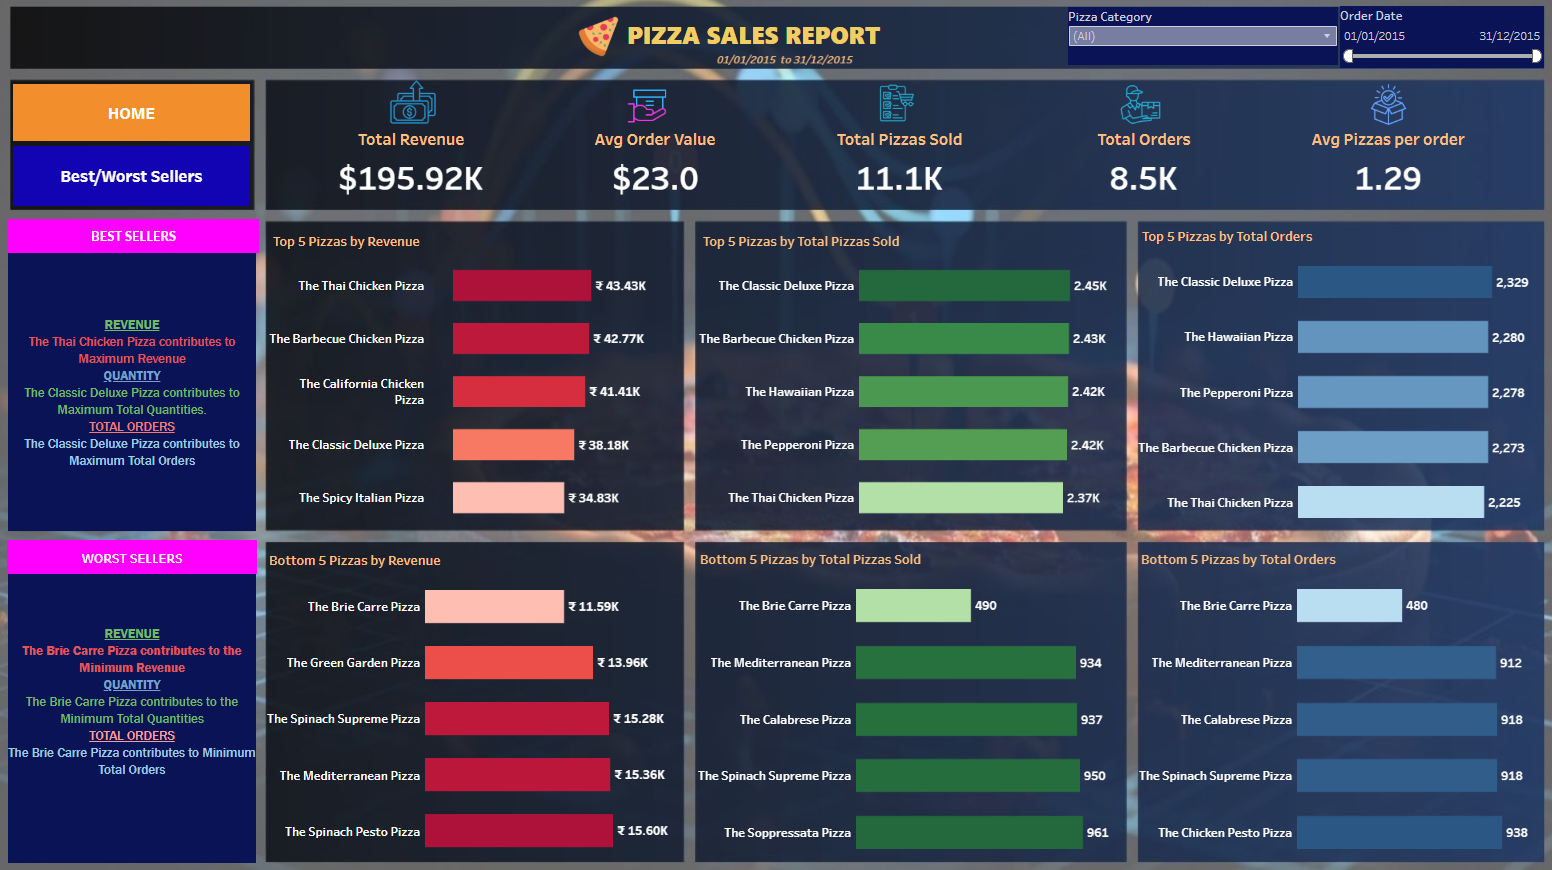 PIZZA SALES REPORT
01/01/2015 to 31/12/2015
Pizza Category
(All)
Order Date
01/01/2015 31/12/2015
HOME
Best/Worst Sellers
Total Revenue
$195.92K
Avg Order Value
$23.0
Total Pizzas Sold
11.1K
Total Orders
8.5K
Avg Pizzas per order
1.29
BEST SELLERS
REVENUE
The Thai Chicken Pizza contributes to
Maximum Revenue
QUANTITY
The Classic Deluxe Pizza contributes to
Maximum Total Quantities.
TOTAL ORDERS
The Classic Deluxe Pizza contributes to
Maximum Total Orders
Top 5 Pizzas by Revenue
The Thai Chicken Pizza ₹ 43.43K
The Barbecue Chicken Pizza ₹ 42.77K
The California Chicken
Pizza ₹ 41.41K
The Classic Deluxe Pizza ₹ 38.18K
The Spicy Italian Pizza ₹ 34.83K
Top 5 Pizzas by Total Pizzas Sold
The Classic Deluxe Pizza 2.45K
The Barbecue Chicken Pizza 2.43K
The Hawaiian Pizza 2.42K
The Pepperoni Pizza 2.42K
The Thai Chicken Pizza 2.37K
Top 5 Pizzas by Total Orders
The Classic Deluxe Pizza 2,329
The Hawaiian Pizza 2,280
The Pepperoni Pizza 2,278
The Barbecue Chicken Pizza 2,273
The Thai Chicken Pizza 2,225
WORST SELLERS
REVENUE
The Brie Carre Pizza contributes to the
Minimum Revenue
QUANTITY
The Brie Carre Pizza contributes to the
Minimum Total Quantities
TOTAL ORDERS
The Brie Carre Pizza contributes to Minimum
Total Orders
Bottom 5 Pizzas by Revenue
The Brie Carre Pizza ₹ 11.59K
The Green Garden Pizza ₹ 13.96K
The Spinach Supreme Pizza ₹ 15.28K
The Mediterranean Pizza ₹ 15.36K
The Spinach Pesto Pizza ₹ 15.60K
Bottom 5 Pizzas by Total Pizzas Sold
The Brie Carre Pizza 490
The Mediterranean Pizza 934
The Calabrese Pizza 937
The Spinach Supreme Pizza 950
The Soppressata Pizza 961
Bottom 5 Pizzas by Total Orders
The Brie Carre Pizza 480
The Mediterranean Pizza 912
The Calabrese Pizza 918
The Spinach Supreme Pizza 918
The Chicken Pesto Pizza 938